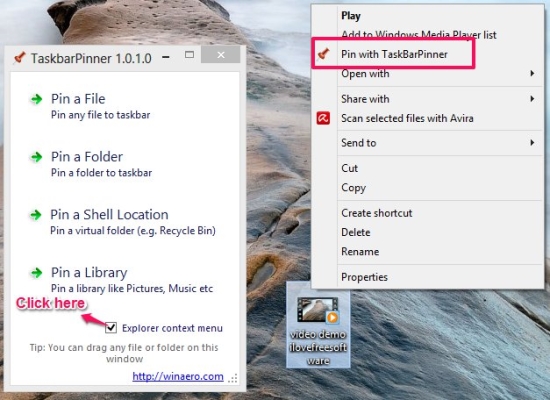 TaskbarPinner 1.0.1.0
Pin a File
Pin any file to taskbar
Pin a Folder
Pin a folder to taskbar
Pin a Shell Location
Pin a virtual folder (e.g. Recycle Bin)
Pin a Library
Pin a library like Pictures, Music etc
Click here
Explorer context menu
Tip: You can drag any file or folder on this
window
http://winaero.com
Play
Add to Windows Media Player list
Pin with TaskBarPinner
Open with
Share with
Scan selected files with Avira
Send to
Cut
Copy
Create shortcut
Delete
Rename
Properties
video demo
ilovefreesoft
ware